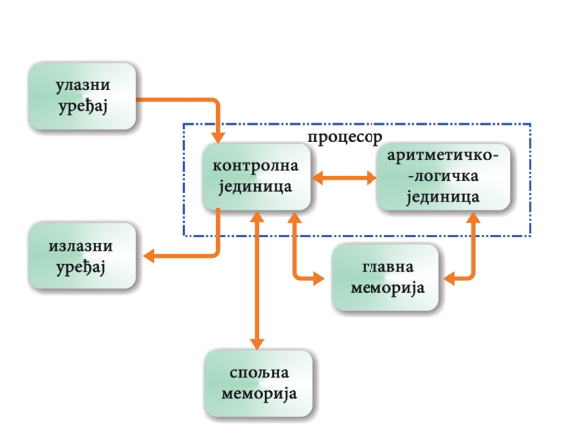 улазни
уређај
процесор
контролна
јединица
аритметичко-
-логичка
јединица
излазни
уређај
главна
меморија
спољна
меморија